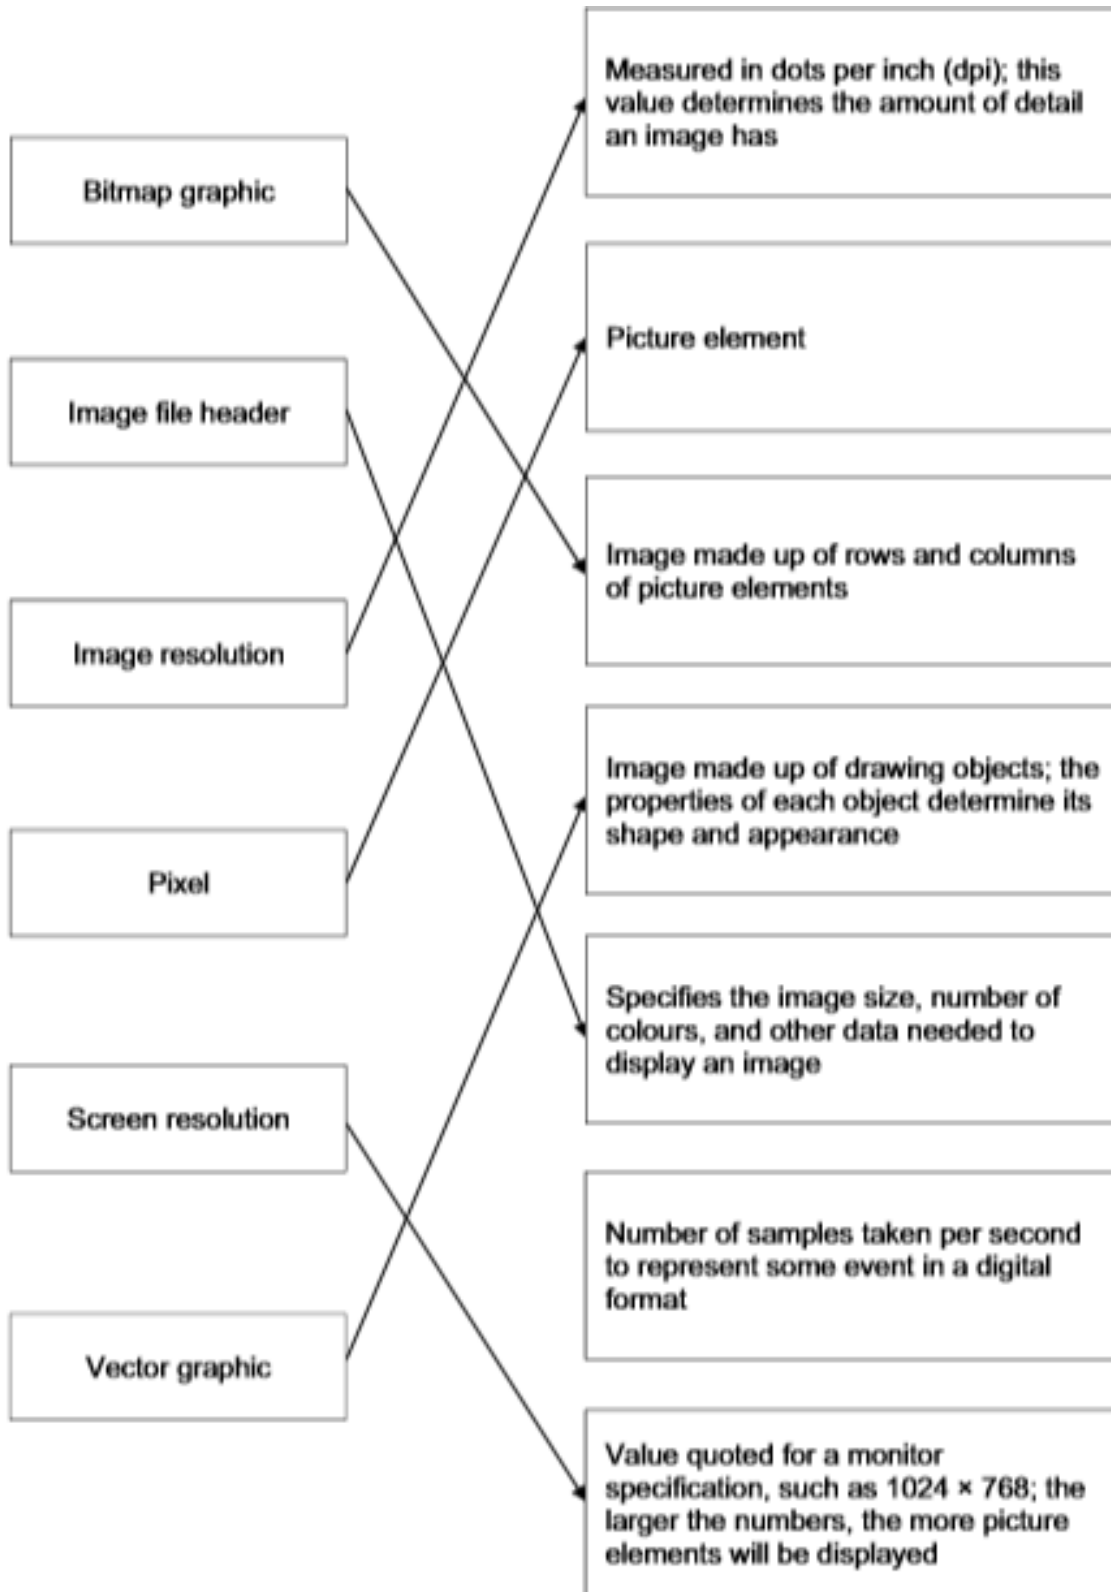 Bitmap graphic
Image file header
Image resolution
Pixel
Screen resolution
Vector graphic
Measured in dots per inch (dpi); this
value determines the amount of detail
an image has
Picture element
Image made up of rows and columns
of picture elements
Image made up of drawing objects; the
properties of each object determine its
shape and appearance
Specifies the image size, number of
colours, and other data needed to
display an image
Number of samples taken per second
to represent some event in a digital
format
Value quoted for a monitor
specification, such as 1024 × 768; the
larger the numbers, the more picture
elements will be displayed